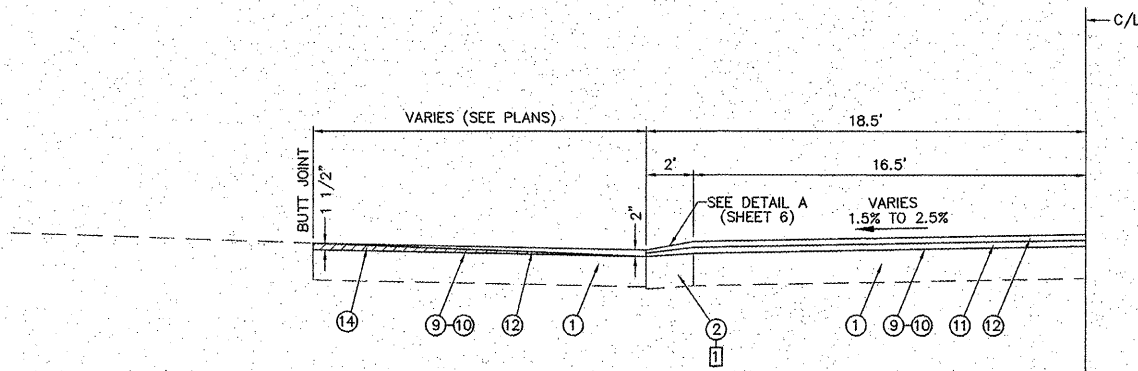 C/L
VARIES (SEE PLANS)
18.5'
2'
16.5'
BUTT JOINT
1 1/2"
2"
SEE DETAIL A
(SHEET 6)
VARIES
1.5% TO 2.5%
14
9-10
12
1
2
1
1
9-10
11
12